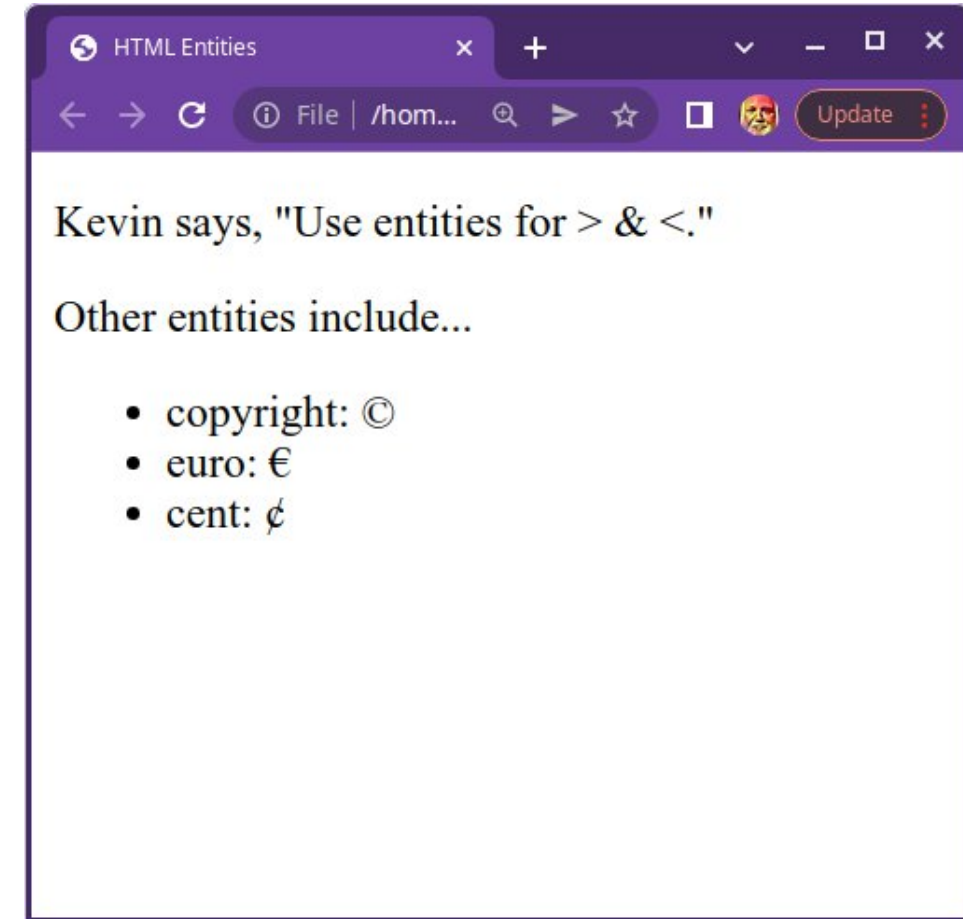 HTML Entities
File /hom... Update
Kevin says, "Use entities for > & <."
Other entities include...
• copyright: ©
• euro: €
• cent: ¢